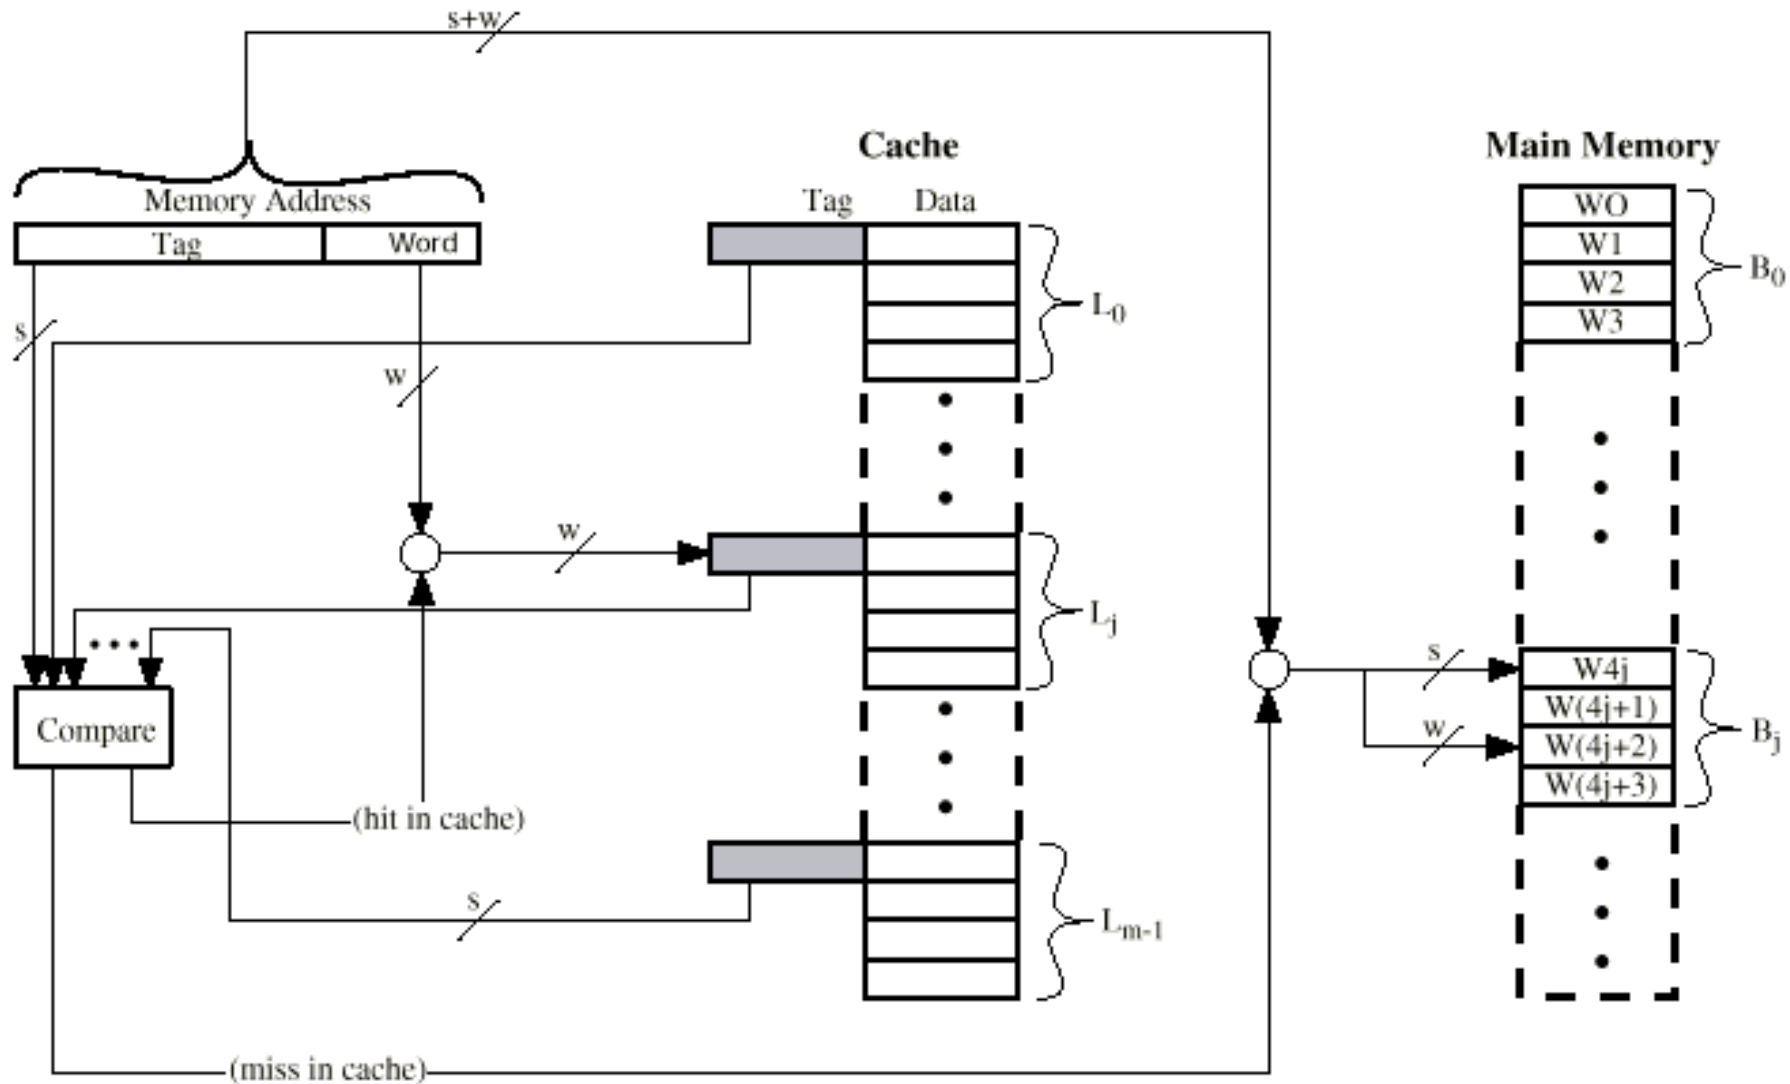 s+w
Cache
Main Memory
Memory Address
Tag
Word
Tag
Data
WO
W1
W2
W3
B0
L0
s
w
w
Lj
s
w
W4j
W(4j+1)
W(4j+2)
W(4j+3)
Bj
Compare
(hit in cache)
s
Lm-1
(miss in cache)